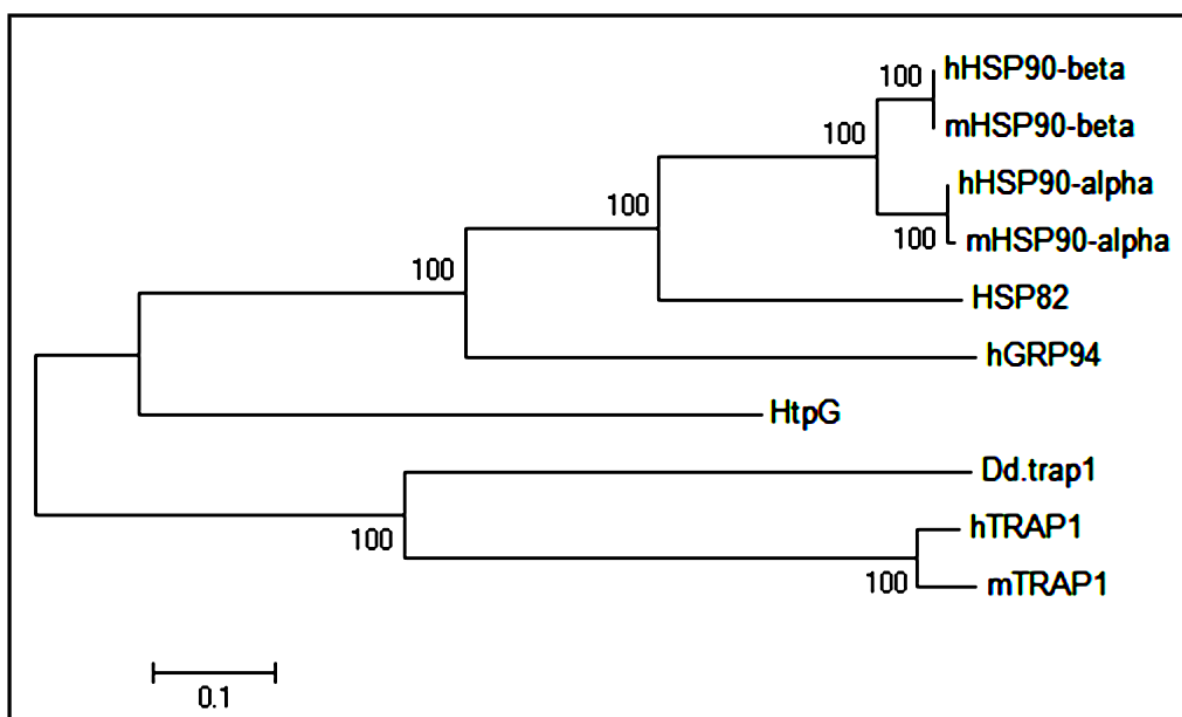 100 hHSP90-beta
100 mHSP90-beta
hHSP90-alpha
100
100 mHSP90-alpha
100
HSP82
hGRP94
HtpG
Dd.trap1
100 hTRAP1
100 mTRAP1
0.1